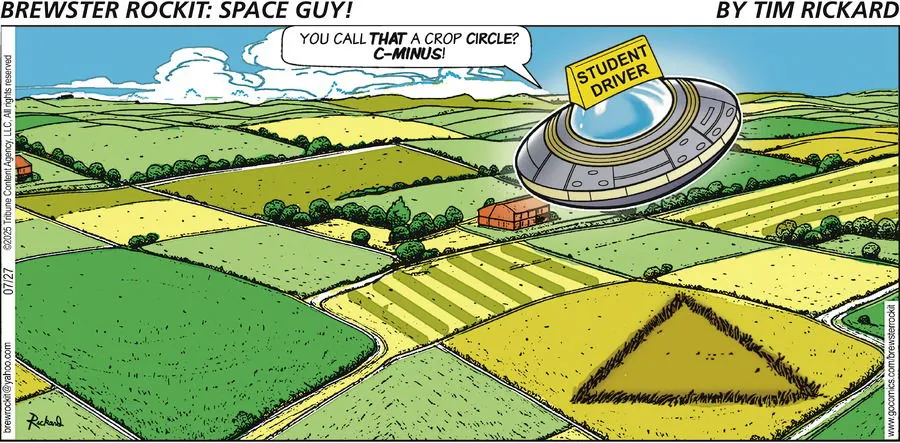 BREWSTER ROCKIT: SPACE GUY!
BY TIM RICKARD
YOU CALL THAT A CROP CIRCLE?
C-MINUS!
STUDENT
DRIVER
©2025 Tribune Content Agency, LLC, All rights reserved
07/27
brewrockit@yahoo.com
Rickard
www.gocomics.com/brewsterrockit